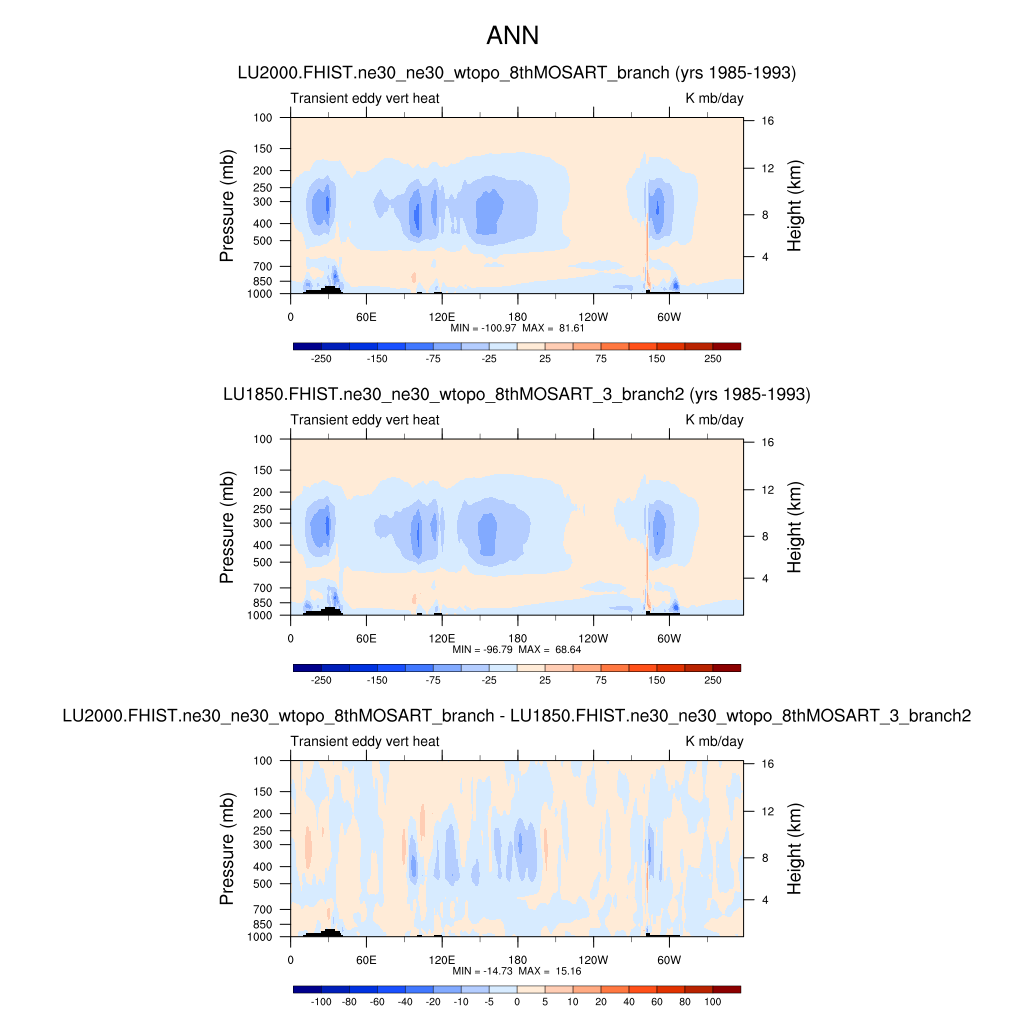 ANN
LU2000.FHIST.ne30_ne30_wtopo_8thMOSART_branch (yrs 1985-1993)
Transient eddy vert heat K mb/day
Pressure (mb)
100
150
200
250
300
400
500
700
850
1000
16
12
8
4
Height (km)
0 60E 120E 180 120W 60W
MIN = -100.97 MAX = 81.61
-250 -150 -75 -25 25 75 150 250
LU1850.FHIST.ne30_ne30_wtopo_8thMOSART_3_branch2 (yrs 1985-1993)
Transient eddy vert heat K mb/day
Pressure (mb)
100
150
200
250
300
400
500
700
850
1000
16
12
8
4
Height (km)
0 60E 120E 180 120W 60W
MIN = -96.79 MAX = 68.64
-250 -150 -75 -25 25 75 150 250
LU2000.FHIST.ne30_ne30_wtopo_8thMOSART_branch - LU1850.FHIST.ne30_ne30_wtopo_8thMOSART_3_branch2
Transient eddy vert heat K mb/day
Pressure (mb)
100
150
200
250
300
400
500
700
850
1000
16
12
8
4
Height (km)
0 60E 120E 180 120W 60W
MIN = -14.73 MAX = 15.16
-100 -80 -60 -40 -20 -10 -5 0 5 10 20 40 60 80 100